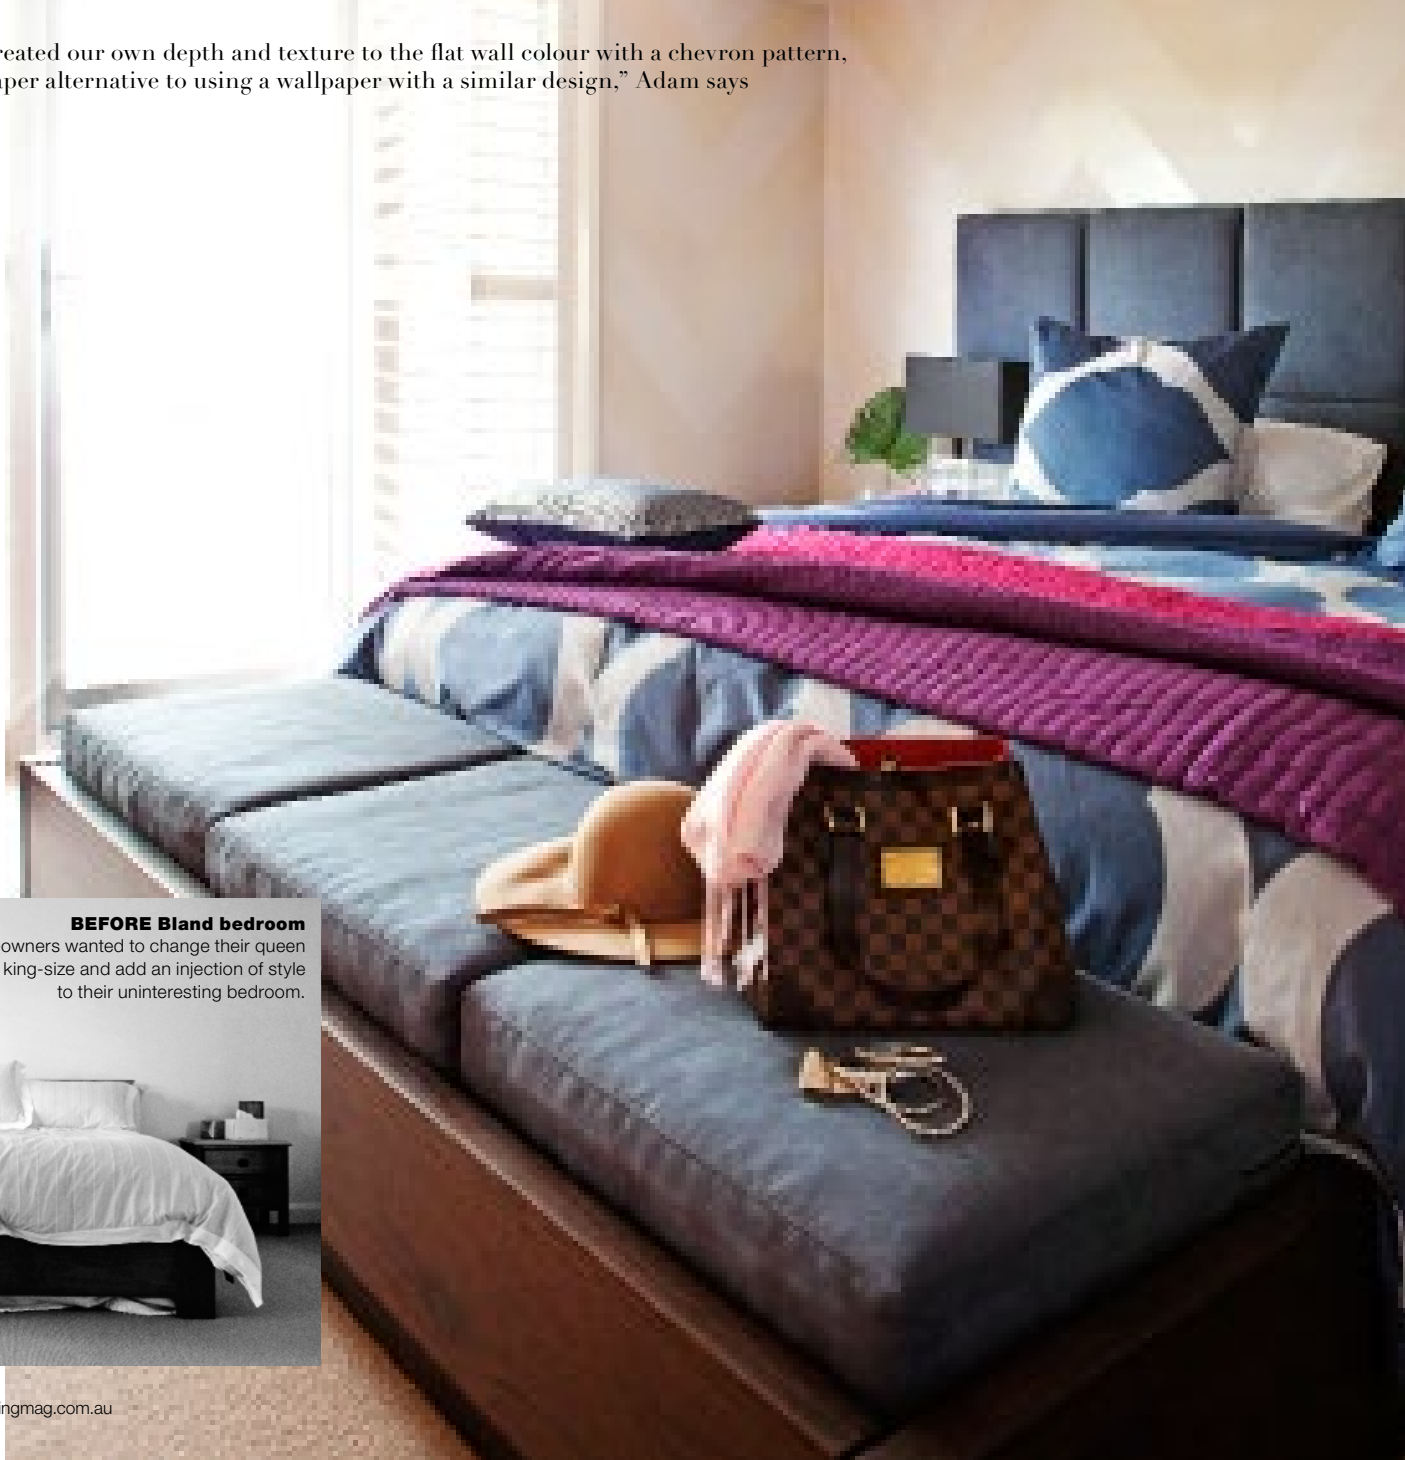 reated our own depth and texture to the flat wall colour with a chevron pattern,
per alternative to using a wallpaper with a similar design,” Adam says
BEFORE Bland bedroom
owners wanted to change their queen
king-size and add an injection of style
to their uninteresting bedroom.
ingmag.com.au